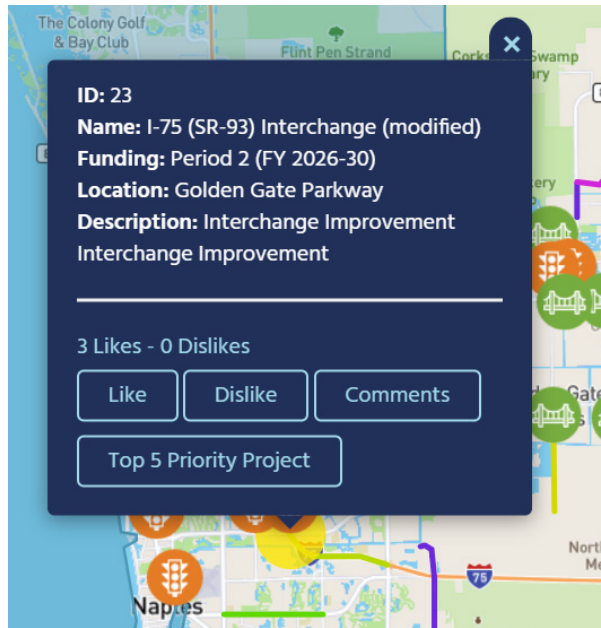 The Colony Golf
& Bay Club
Flint Pen Strand
Swamp
ID: 23
Name: I-75 (SR-93) Interchange (modified)
Funding: Period 2 (FY 2026-30)
Location: Golden Gate Parkway
Description: Interchange Improvement
Interchange Improvement
3 Likes - 0 Dislikes
Like Dislike Comments
Top 5 Priority Project
75
Naples